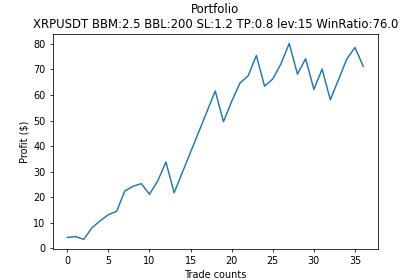 Portfolio
XRPUSDT BBM:2.5 BBL:200 SL:1.2 TP:0.8 lev:15 WinRatio:76.0
80
70
60
50
40
30
20
10
0
Profit ($)
0 5 10 15 20 25 30 35
Trade counts